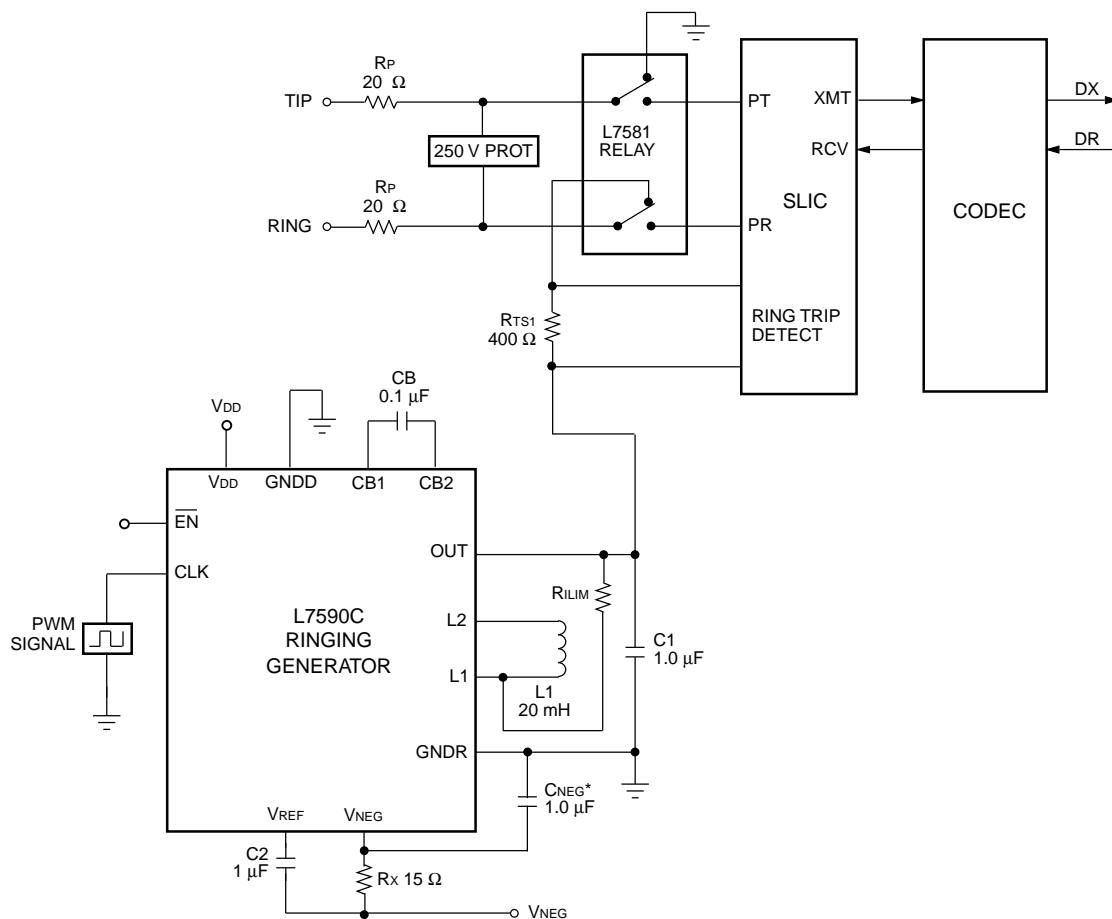 RP
20 Ω
TIP
250 V PROT
RP
20 Ω
RING
L7581
RELAY
PT
XMT
RCV
SLIC
PR
RING TRIP
DETECT
CODEC
DX
DR
RTS1
400 Ω
CB
0.1 µF
VDD
VDD
GNDD
CB1
CB2
EN
CLK
PWM
SIGNAL
L7590C
RINGING
GENERATOR
OUT
L2
L1
GNDR
RILIM
L1
20 mH
C1
1.0 µF
VREF
VNEG
CNEG*
1.0 µF
C2
1 µF
RX 15 Ω
VNEG